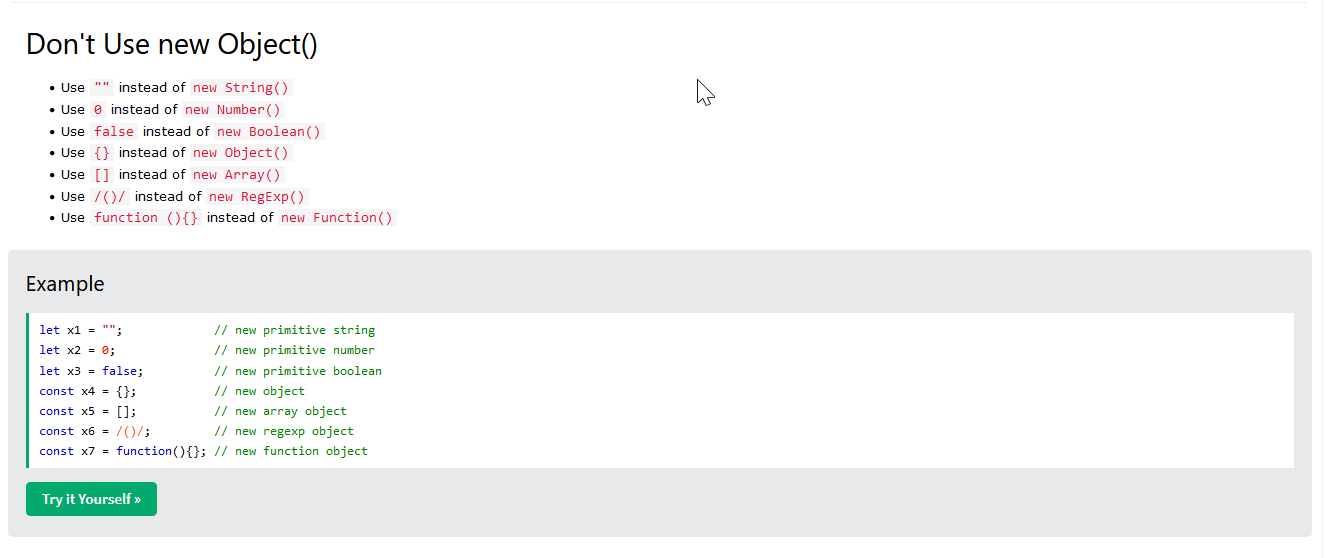 Don't Use new Object()
• Use "" instead of new String()
• Use 0 instead of new Number()
• Use false instead of new Boolean()
• Use {} instead of new Object()
• Use [] instead of new Array()
• Use /()/ instead of new RegExp()
• Use function (){} instead of new Function()
Example
let x1 = "";             // new primitive string
let x2 = 0;              // new primitive number
let x3 = false;          // new primitive boolean
const x4 = {};           // new object
const x5 = [];           // new array object
const x6 = /()/;         // new regexp object
const x7 = function(){}; // new function object
Try it Yourself »